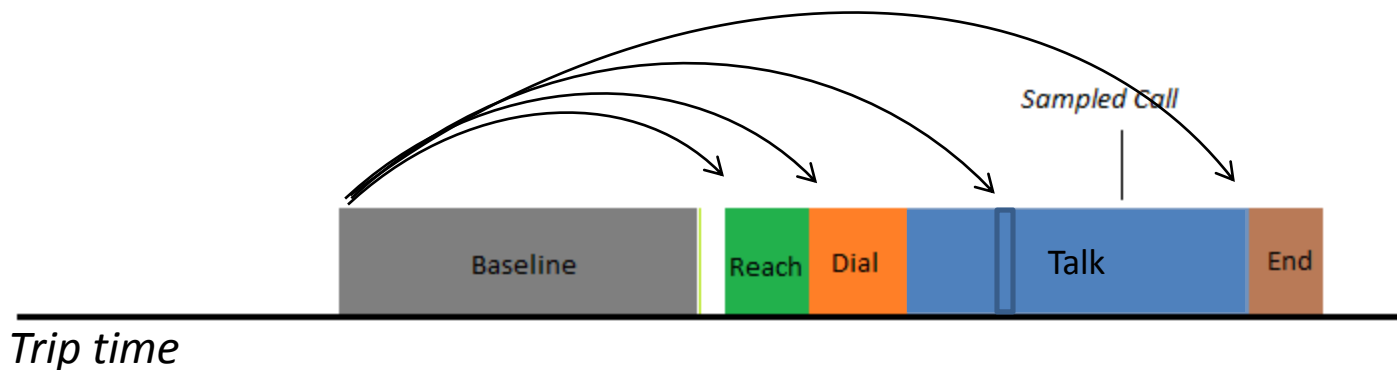 Sampled Call
Baseline
Reach
Dial
Talk
End
Trip time